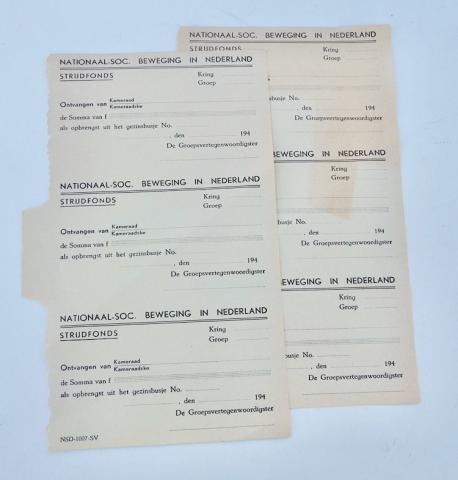 NATIONAAL-SOC. BEWEGING IN NEDERLAND
STRIJDFONDS
Kring
Groep
Ontvangen van Kameraad
Kameraadske
de Somma van f
als opbrengst uit het gezinsbusje No.
, den 194
De Groepsvertegenwoordigster
NATIONAAL-SOC. BEWEGING IN NEDERLAND
STRIJDFONDS
Kring
Groep
Ontvangen van Kameraad
Kameraadske
de Somma van f
als opbrengst uit het gezinsbusje No.
, den 194
De Groepsvertegenwoordigster
NATIONAAL-SOC. BEWEGING IN NEDERLAND
STRIJDFONDS
Kring
Groep
Ontvangen van Kameraad
Kameraadske
de Somma van f
als opbrengst uit het gezinsbusje No.
, den 194
De Groepsvertegenwoordigster
NSD-1007-SV
NATIONAAL-SOC. BEWEGING IN NEDERLAND
STRIJDFONDS
Kring
Groep
No.
, den 194
De Groepsvertegenwoordigster
BEWEGING IN NEDERLAND
Kring
Groep
No.
, den 194
De Groepsvertegenwoordigster
BEWEGING IN NEDERLAND
Kring
Groep
No.
, den 194
De Groepsvertegenwoordigster